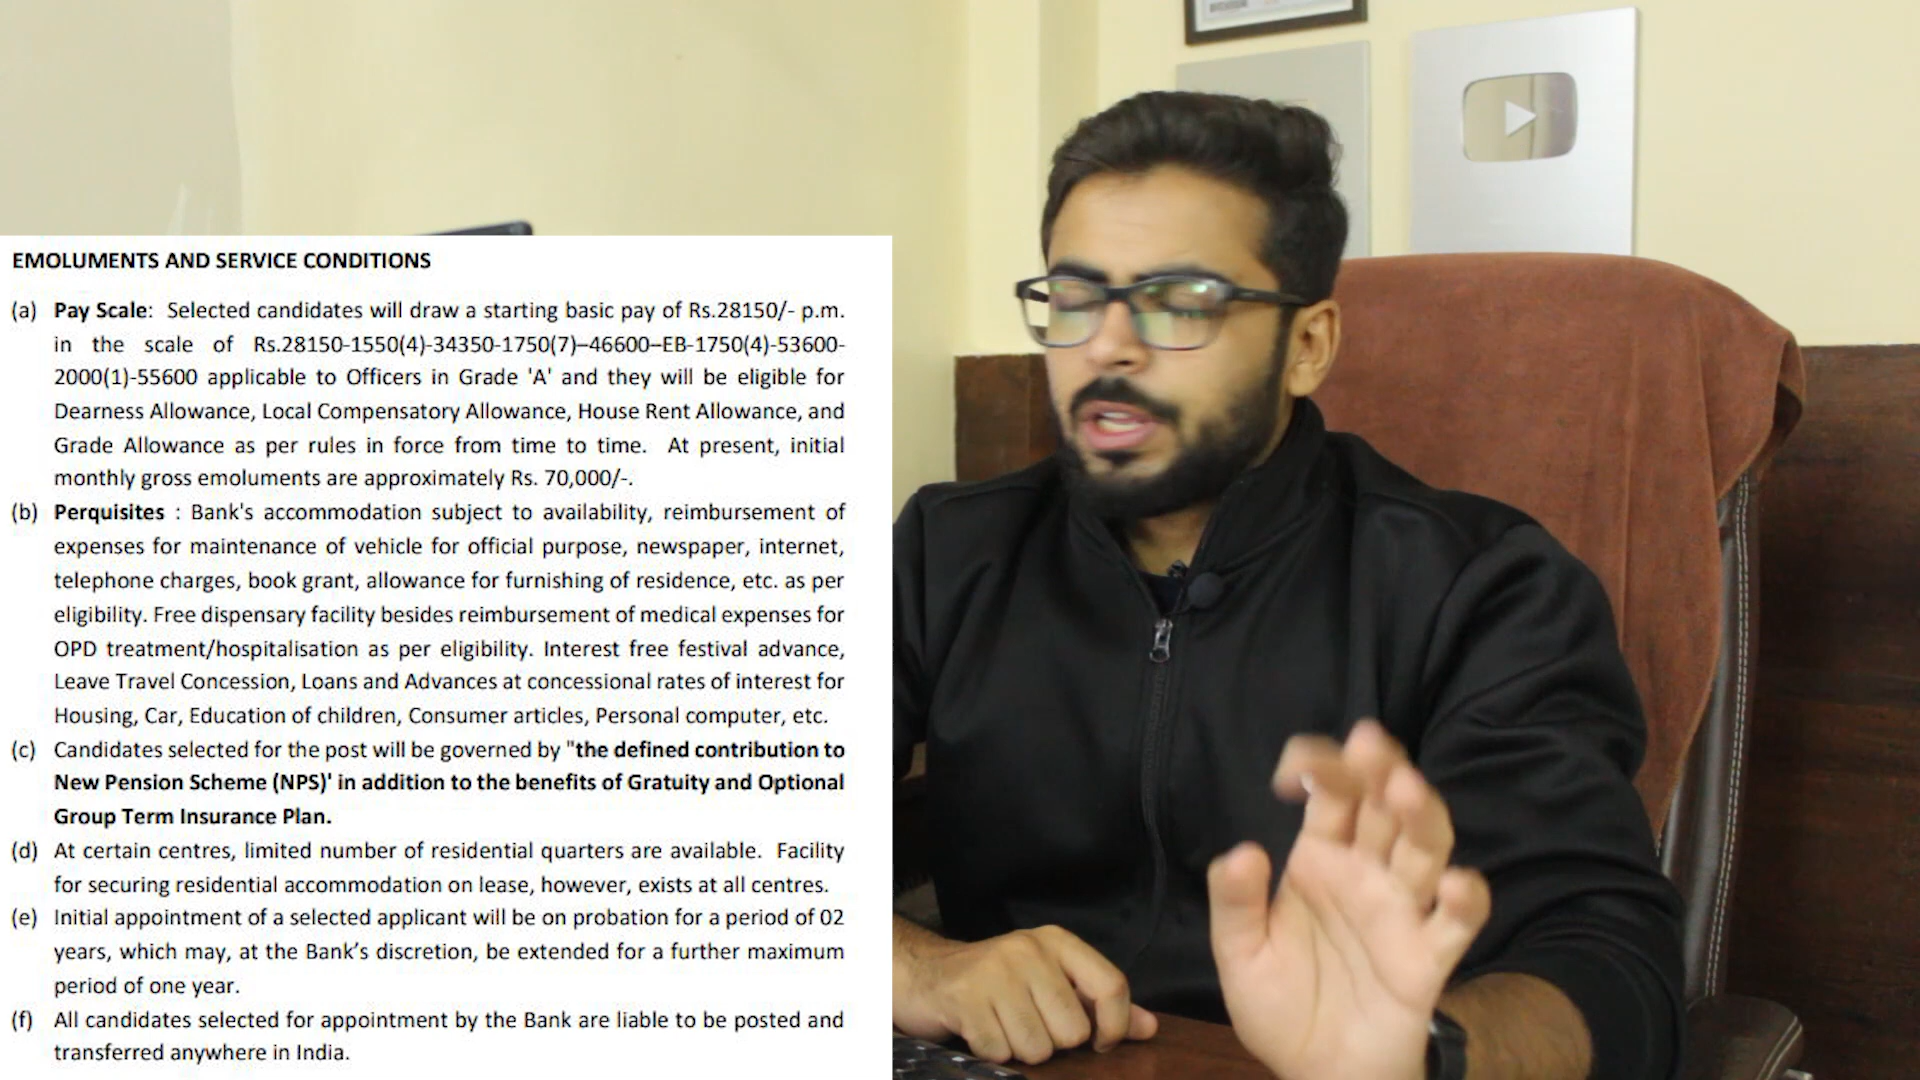 EMOLUMENTS AND SERVICE CONDITIONS
(a) Pay Scale: Selected candidates will draw a starting basic pay of Rs.28150/- p.m.
in the scale of Rs.28150-1550(4)-34350-1750(7)–46600–EB-1750(4)-53600-
2000(1)-55600 applicable to Officers in Grade 'A' and they will be eligible for
Dearness Allowance, Local Compensatory Allowance, House Rent Allowance, and
Grade Allowance as per rules in force from time to time. At present, initial
monthly gross emoluments are approximately Rs. 70,000/-.
(b) Perquisites : Bank's accommodation subject to availability, reimbursement of
expenses for maintenance of vehicle for official purpose, newspaper, internet,
telephone charges, book grant, allowance for furnishing of residence, etc. as per
eligibility. Free dispensary facility besides reimbursement of medical expenses for
OPD treatment/hospitalisation as per eligibility. Interest free festival advance,
Leave Travel Concession, Loans and Advances at concessional rates of interest for
Housing, Car, Education of children, Consumer articles, Personal computer, etc.
(c) Candidates selected for the post will be governed by "the defined contribution to
New Pension Scheme (NPS)' in addition to the benefits of Gratuity and Optional
Group Term Insurance Plan.
(d) At certain centres, limited number of residential quarters are available. Facility
for securing residential accommodation on lease, however, exists at all centres.
(e) Initial appointment of a selected applicant will be on probation for a period of 02
years, which may, at the Bank’s discretion, be extended for a further maximum
period of one year.
(f) All candidates selected for appointment by the Bank are liable to be posted and
transferred anywhere in India.